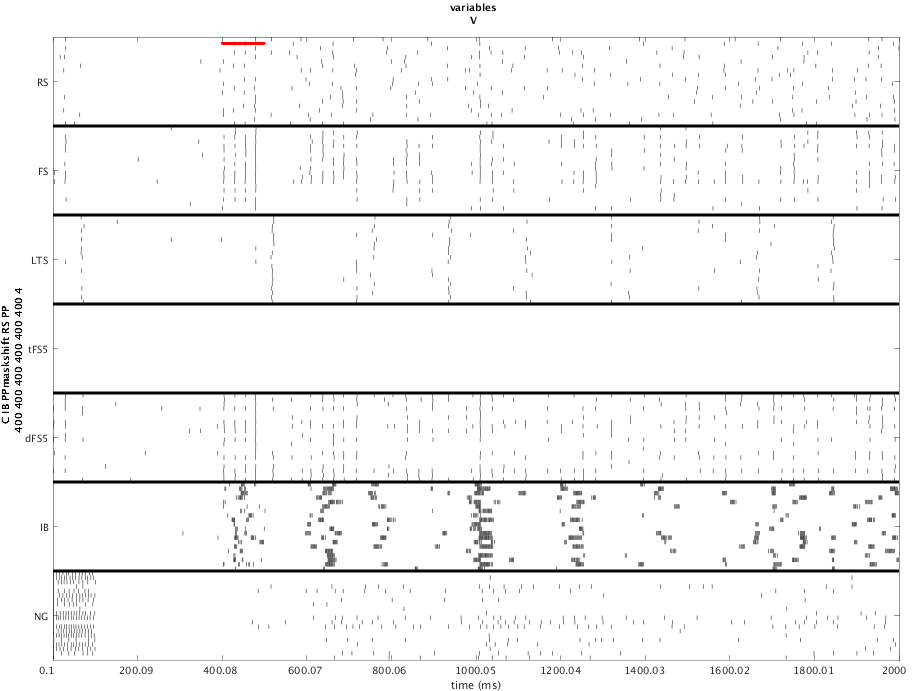 variables
V
C IB PPmaskshift RS PP
400 400 400 400 400 400 4
RS
FS
LTS
tFS5
dFS5
IB
NG
0.1 200.09 400.08 600.07 800.06 1000.05 1200.04 1400.03 1600.02 1800.01 2000
time (ms)